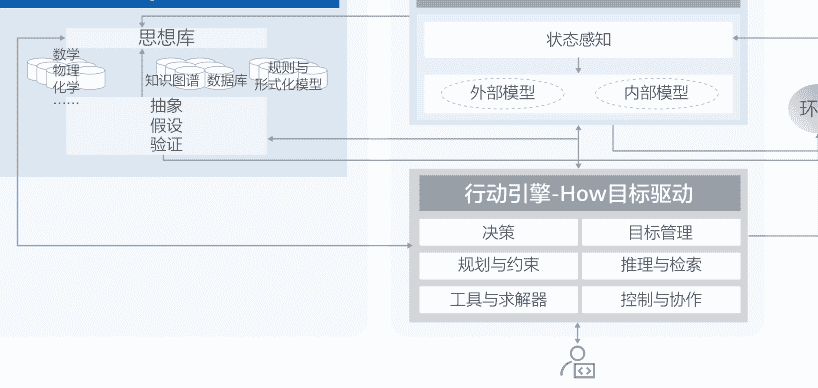 思想库
数学
物理
化学
……
知识图谱
数据库
规则与
形式化模型
抽象
假设
验证
状态感知
外部模型
内部模型
环
行动引擎-How目标驱动
决策
目标管理
规划与约束
推理与检索
工具与求解器
控制与协作